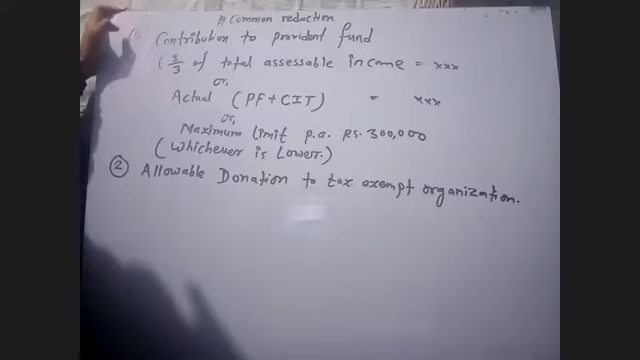 # Common reduction
① Contribution to provident fund
( 1/3 of total assessable income = xxx
or,
Actual (PF + CIT) = xxx
or,
Maximum limit p.a. Rs. 300,000
(whichever is Lower.)
② Allowable Donation to tax exempt organization.